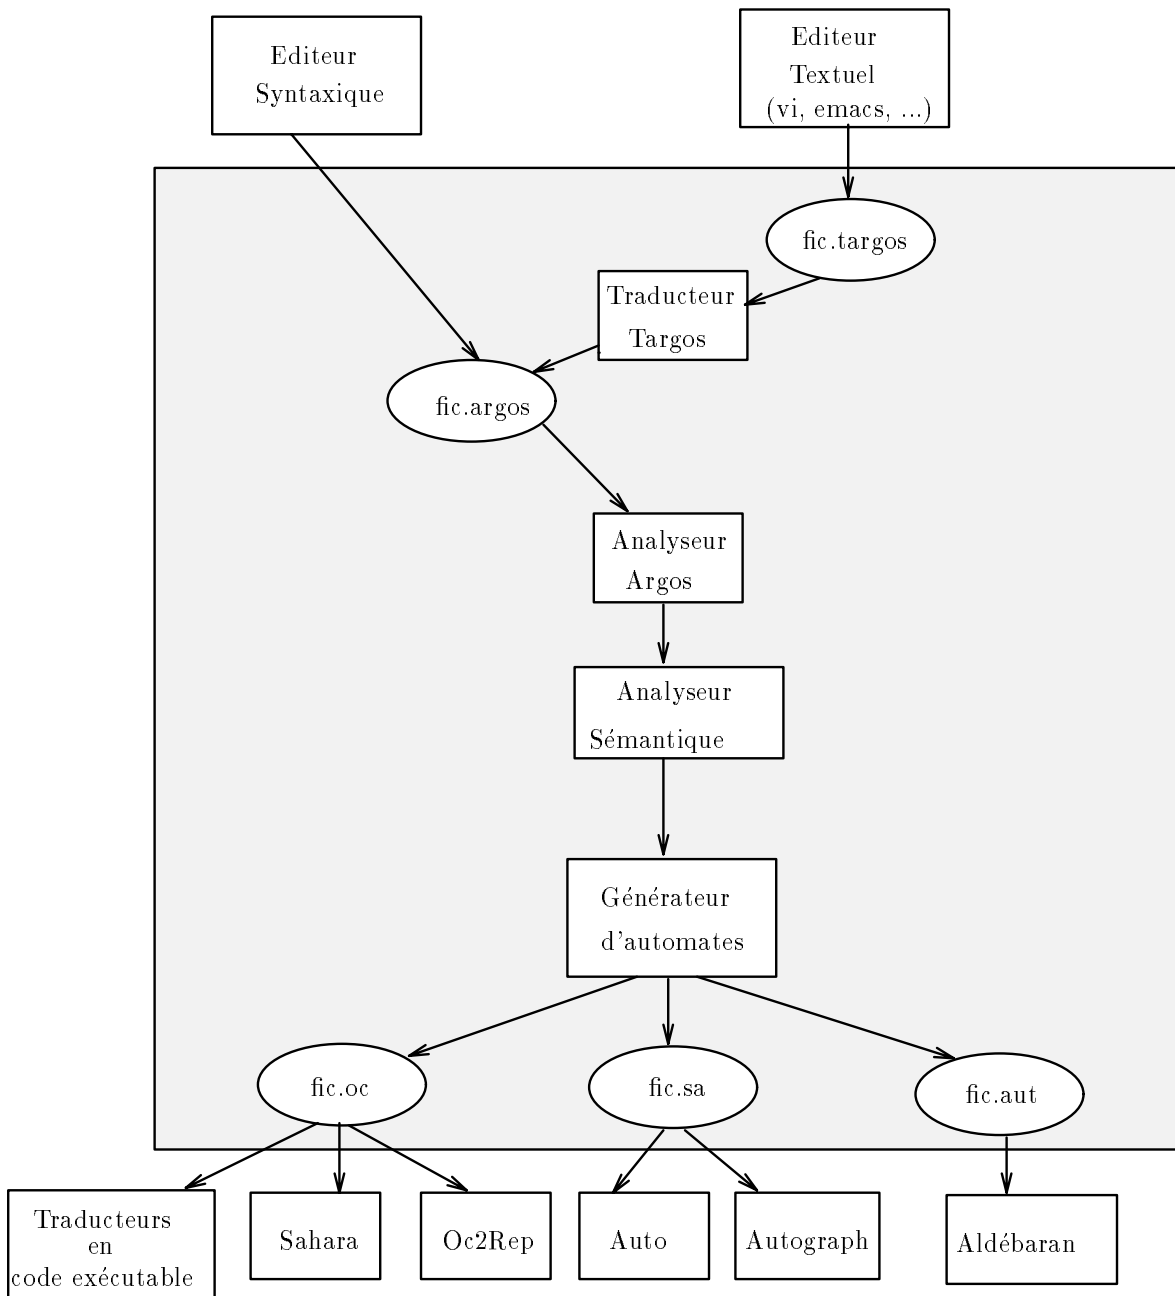 Editeur
Syntaxique
Editeur
Textuel
(vi, emacs, ...)
fic.targos
Traducteur
Targos
fic.argos
Analyseur
Argos
Analyseur
Sémantique
Générateur
d'automates
fic.oc
fic.sa
fic.aut
Traducteurs
en
code exécutable
Sahara
Oc2Rep
Auto
Autograph
Aldébaran